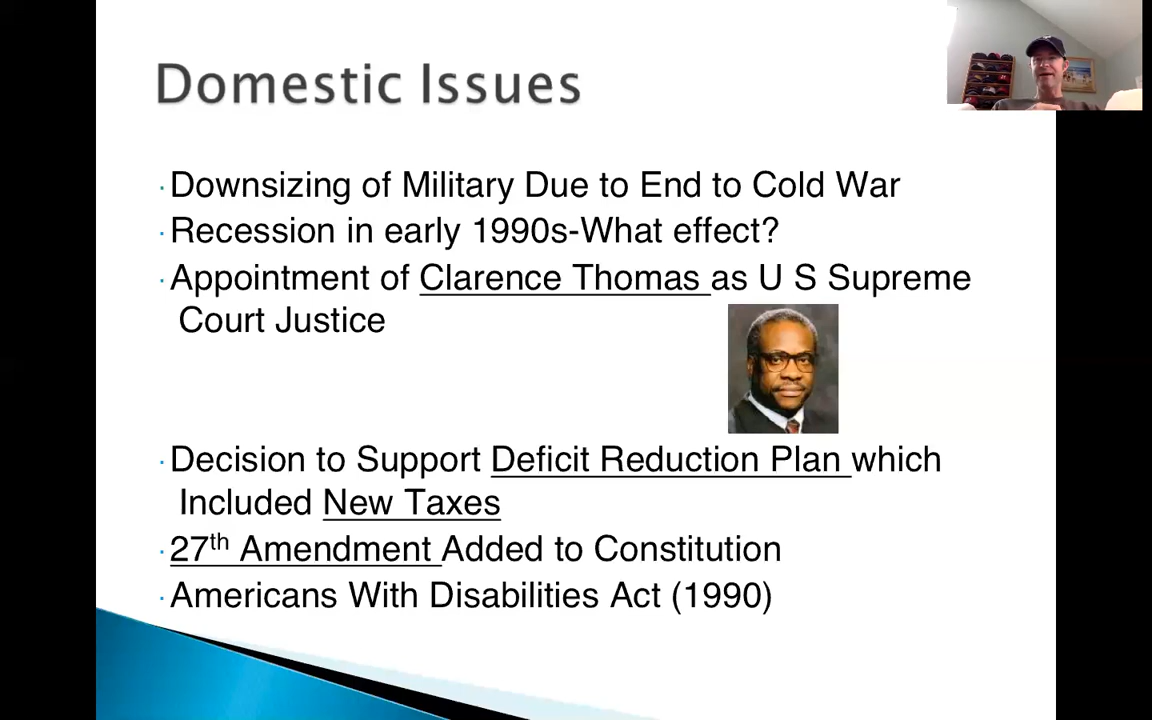 Domestic Issues
·Downsizing of Military Due to End to Cold War
·Recession in early 1990s-What effect?
·Appointment of Clarence Thomas as U S Supreme
Court Justice
·Decision to Support Deficit Reduction Plan which
Included New Taxes
·27th Amendment Added to Constitution
·Americans With Disabilities Act (1990)